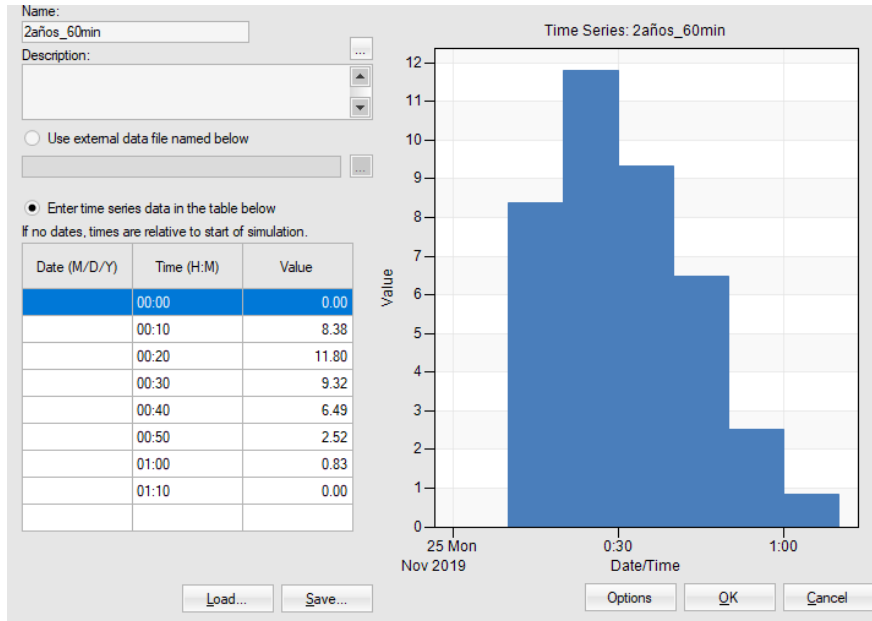 Name:
2años_60min
Description:
...
Use external data file named below
...
Enter time series data in the table below
If no dates, times are relative to start of simulation.
Date (M/D/Y) Time (H:M) Value
00:00 0.00
00:10 8.38
00:20 11.80
00:30 9.32
00:40 6.49
00:50 2.52
01:00 0.83
01:10 0.00
Load... Save...
Time Series: 2años_60min
Value
12
11
10
9
8
7
6
5
4
3
2
1
0
25 Mon 0:30 1:00
Nov 2019 Date/Time
Options OK Cancel